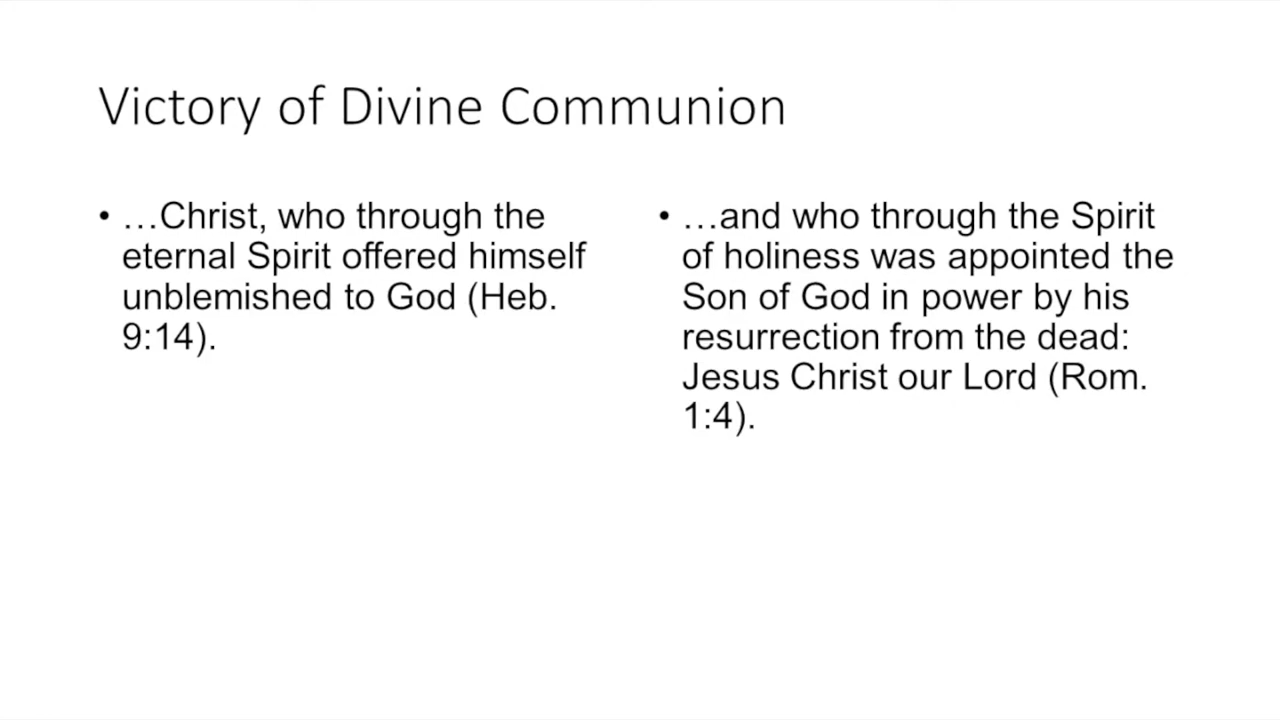 Victory of Divine Communion
• …Christ, who through the
eternal Spirit offered himself
unblemished to God (Heb.
9:14).
• …and who through the Spirit
of holiness was appointed the
Son of God in power by his
resurrection from the dead:
Jesus Christ our Lord (Rom.
1:4).